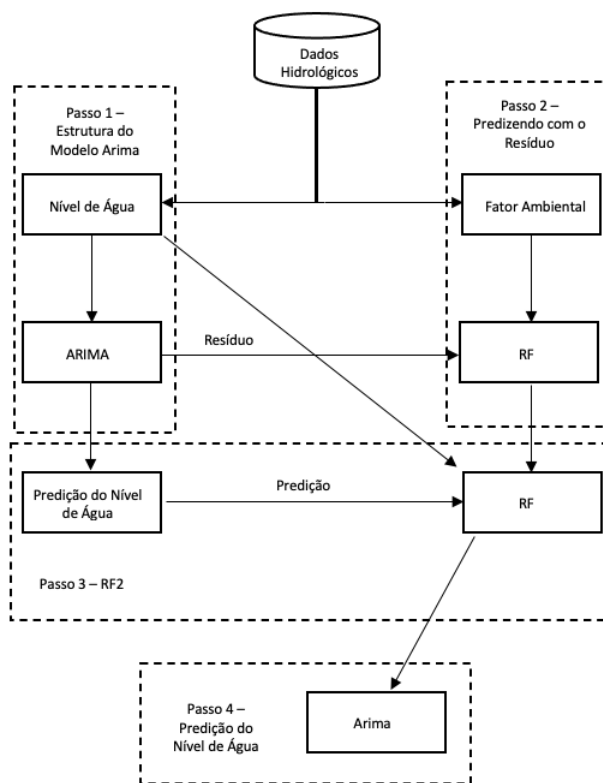 Dados
Hidrológicos
Passo 1 –
Estrutura do
Modelo Arima
Passo 2 –
Predizendo com o
Resíduo
Nível de Água
Fator Ambiental
ARIMA
Resíduo
RF
Predição do Nível
de Água
Predição
RF
Passo 3 – RF2
Passo 4 –
Predição do
Nível de Água
Arima